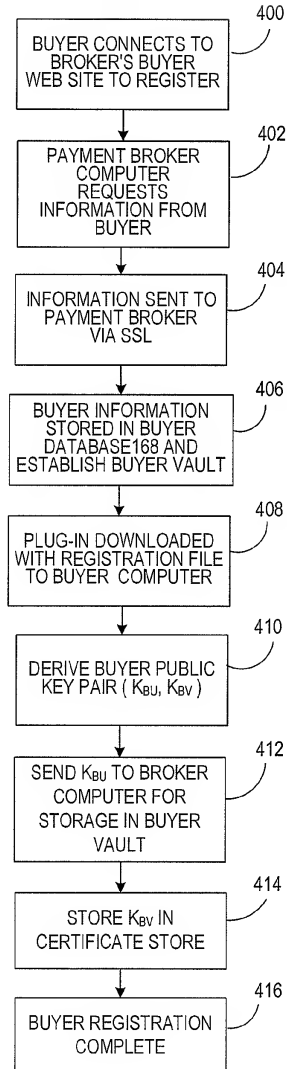 400
BUYER CONNECTS TO
BROKER'S BUYER
WEB SITE TO REGISTER
402
PAYMENT BROKER
COMPUTER
REQUESTS
INFORMATION FROM
BUYER
404
INFORMATION SENT TO
PAYMENT BROKER
VIA SSL
406
BUYER INFORMATION
STORED IN BUYER
DATABASE168 AND
ESTABLISH BUYER VAULT
408
PLUG-IN DOWNLOADED
WITH REGISTRATION FILE
TO BUYER COMPUTER
410
DERIVE BUYER PUBLIC
KEY PAIR ( KBU, KBV )
412
SEND KBU TO BROKER
COMPUTER FOR
STORAGE IN BUYER
VAULT
414
STORE KBV IN
CERTIFICATE STORE
416
BUYER REGISTRATION
COMPLETE